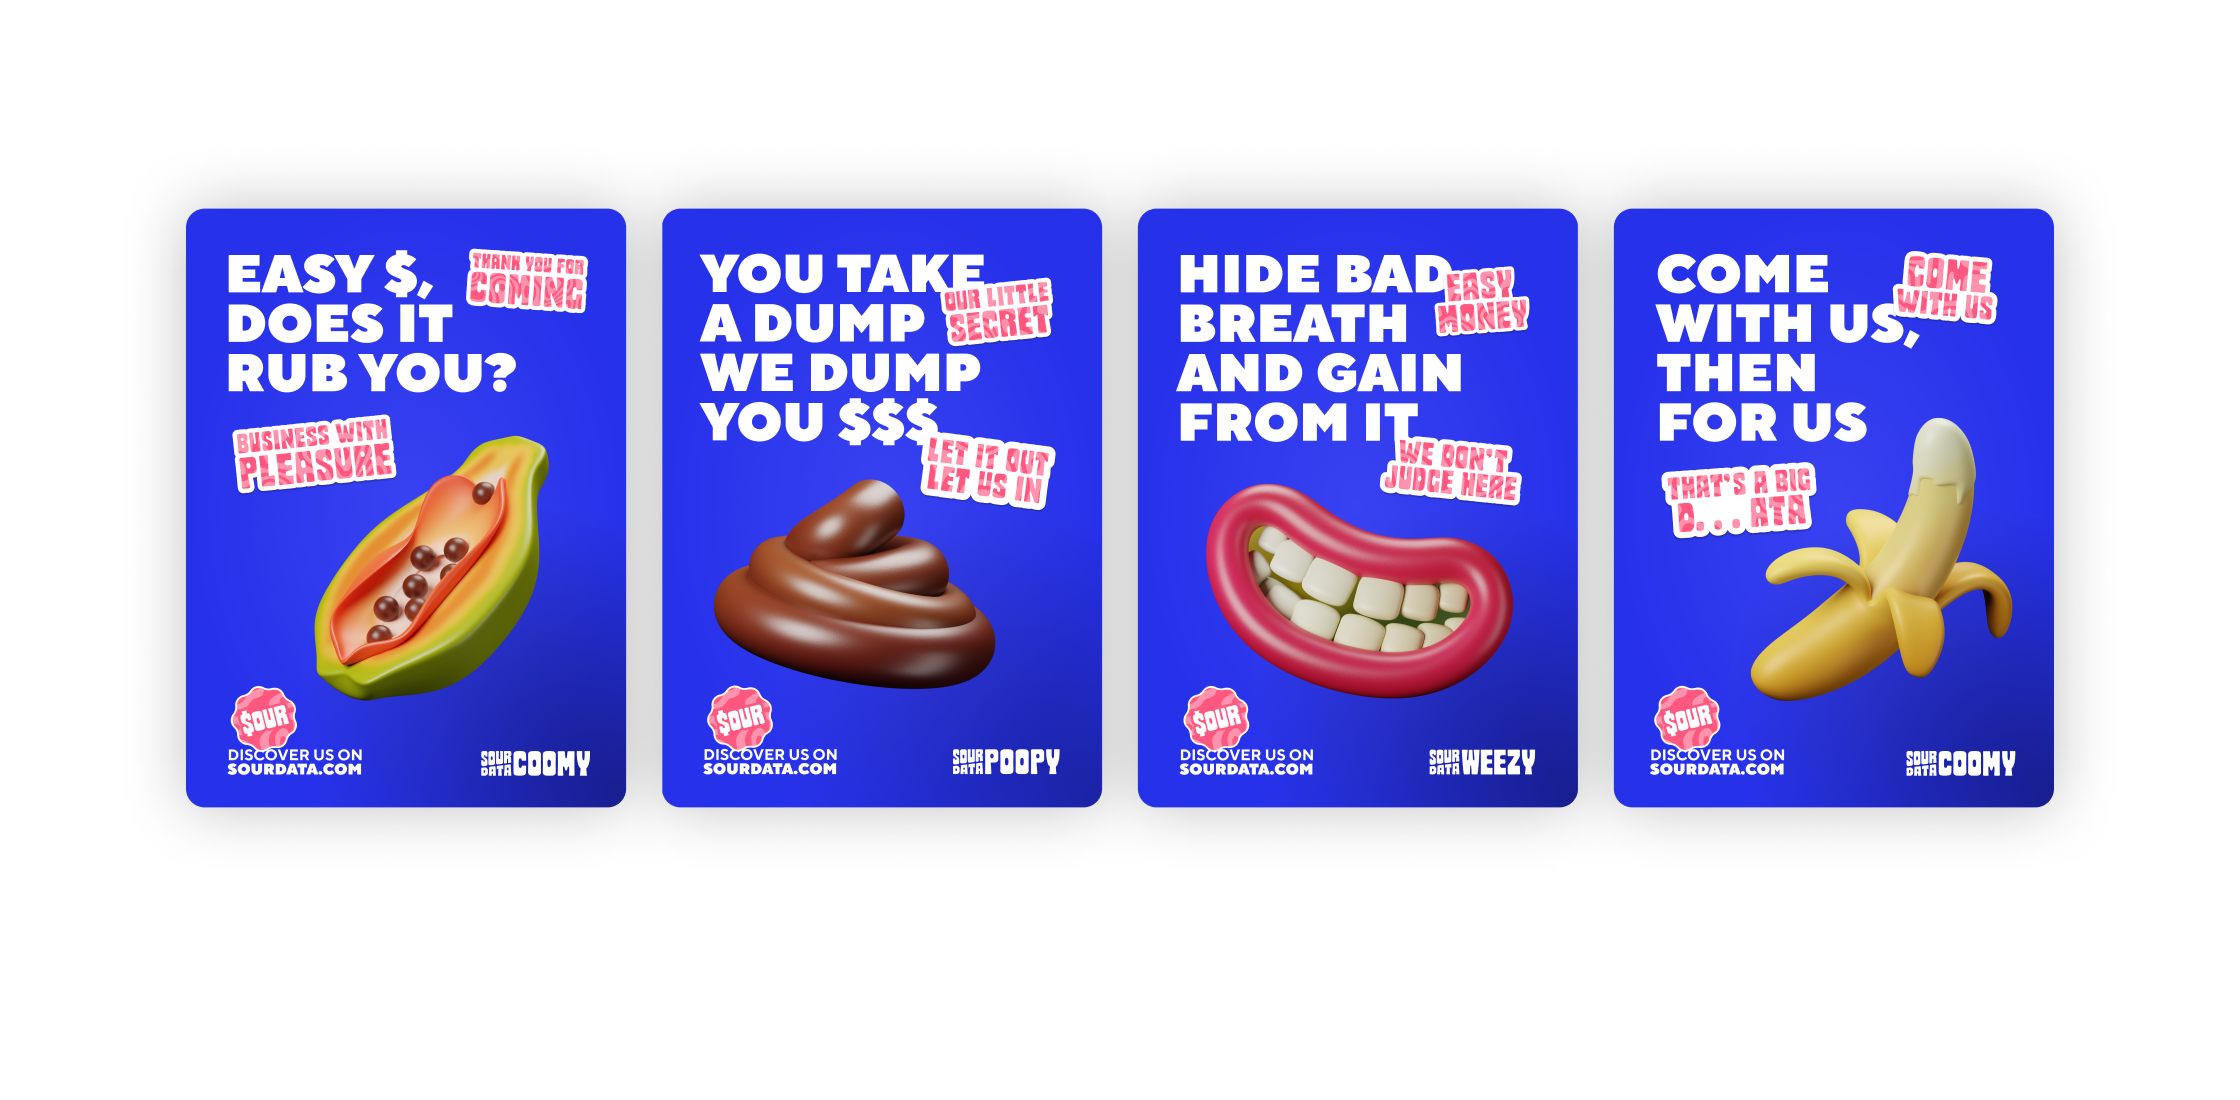 EASY $,
DOES IT
RUB YOU?
THANK YOU FOR
COMING
BUSINESS WITH
PLEASURE
$OUR
DISCOVER US ON
SOURDATA.COM
SOUR
DATA
COOMY
YOU TAKE
A DUMP
WE DUMP
YOU $$$
OUR LITTLE
SECRET
LET IT OUT
LET US IN
$OUR
DISCOVER US ON
SOURDATA.COM
SOUR
DATA
POOPY
HIDE BAD
BREATH
AND GAIN
FROM IT
EASY
MONEY
WE DON'T
JUDGE HERE
$OUR
DISCOVER US ON
SOURDATA.COM
SOUR
DATA
WEEZY
COME
WITH US,
THEN
FOR US
COME
WITH US
THAT'S A BIG
D...ATA
$OUR
DISCOVER US ON
SOURDATA.COM
SOUR
DATA
COOMY